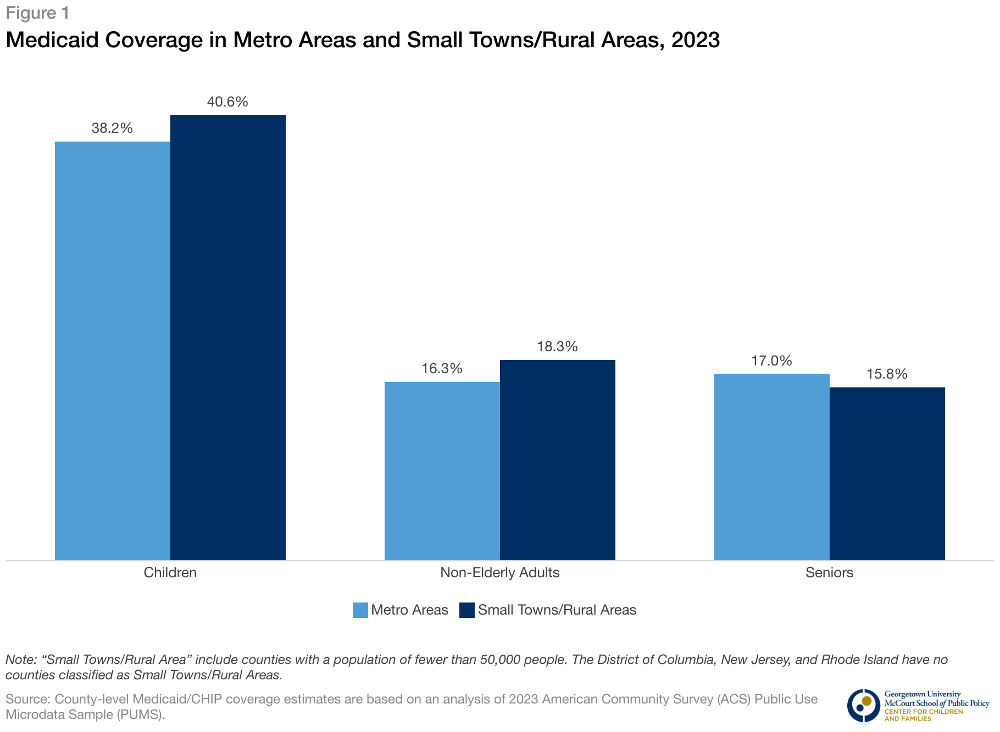 Figure 1
Medicaid Coverage in Metro Areas and Small Towns/Rural Areas, 2023
40.6%
38.2%
18.3%
16.3%
17.0%
15.8%
Children
Non-Elderly Adults
Seniors
Metro Areas
Small Towns/Rural Areas
Note: “Small Towns/Rural Area” include counties with a population of fewer than 50,000 people. The District of Columbia, New Jersey, and Rhode Island have no
counties classified as Small Towns/Rural Areas.
Source: County-level Medicaid/CHIP coverage estimates are based on an analysis of 2023 American Community Survey (ACS) Public Use
Microdata Sample (PUMS).
Georgetown University
McCourt School of Public Policy
CENTER FOR CHILDREN
AND FAMILIES